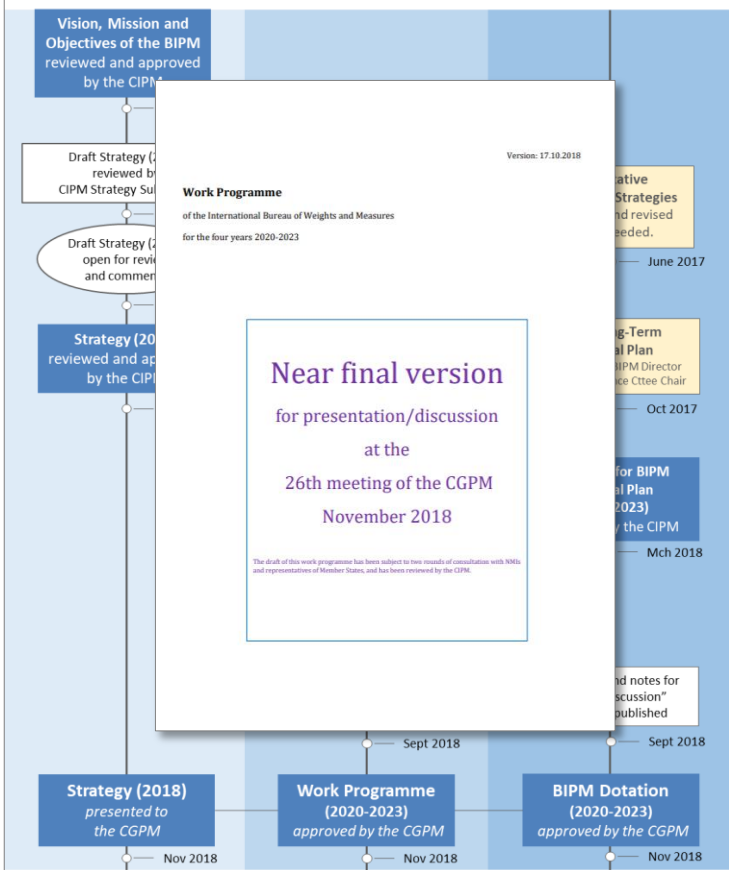 Vision, Mission and
Objectives of the BIPM
reviewed and approved
by the CIPM
Draft Strategy (2
reviewed b
CIPM Strategy Su
Draft Strategy (2
open for revi
and commen
Strategy (20
reviewed and ap
by the CIP
Version: 17.10.2018
Work Programme
of the International Bureau of Weights and Measures
for the four years 2020-2023
Near final version
for presentation/discussion
at the
26th meeting of the CGPM
November 2018
The draft of this work programme has been subject to two rounds of consultation with NMIs
and representatives of Member States, and has been reviewed by the CIPM.
ative
Strategies
nd revised
eeded.
June 2017
g-Term
al Plan
BIPM Director
ce Cttee Chair
Oct 2017
for BIPM
al Plan
2023)
y the CIPM
Mch 2018
nd notes for
scussion”
published
Sept 2018
Sept 2018
Strategy (2018)
presented to
the CGPM
Nov 2018
Work Programme
(2020-2023)
approved by the CGPM
Nov 2018
BIPM Dotation
(2020-2023)
approved by the CGPM
Nov 2018